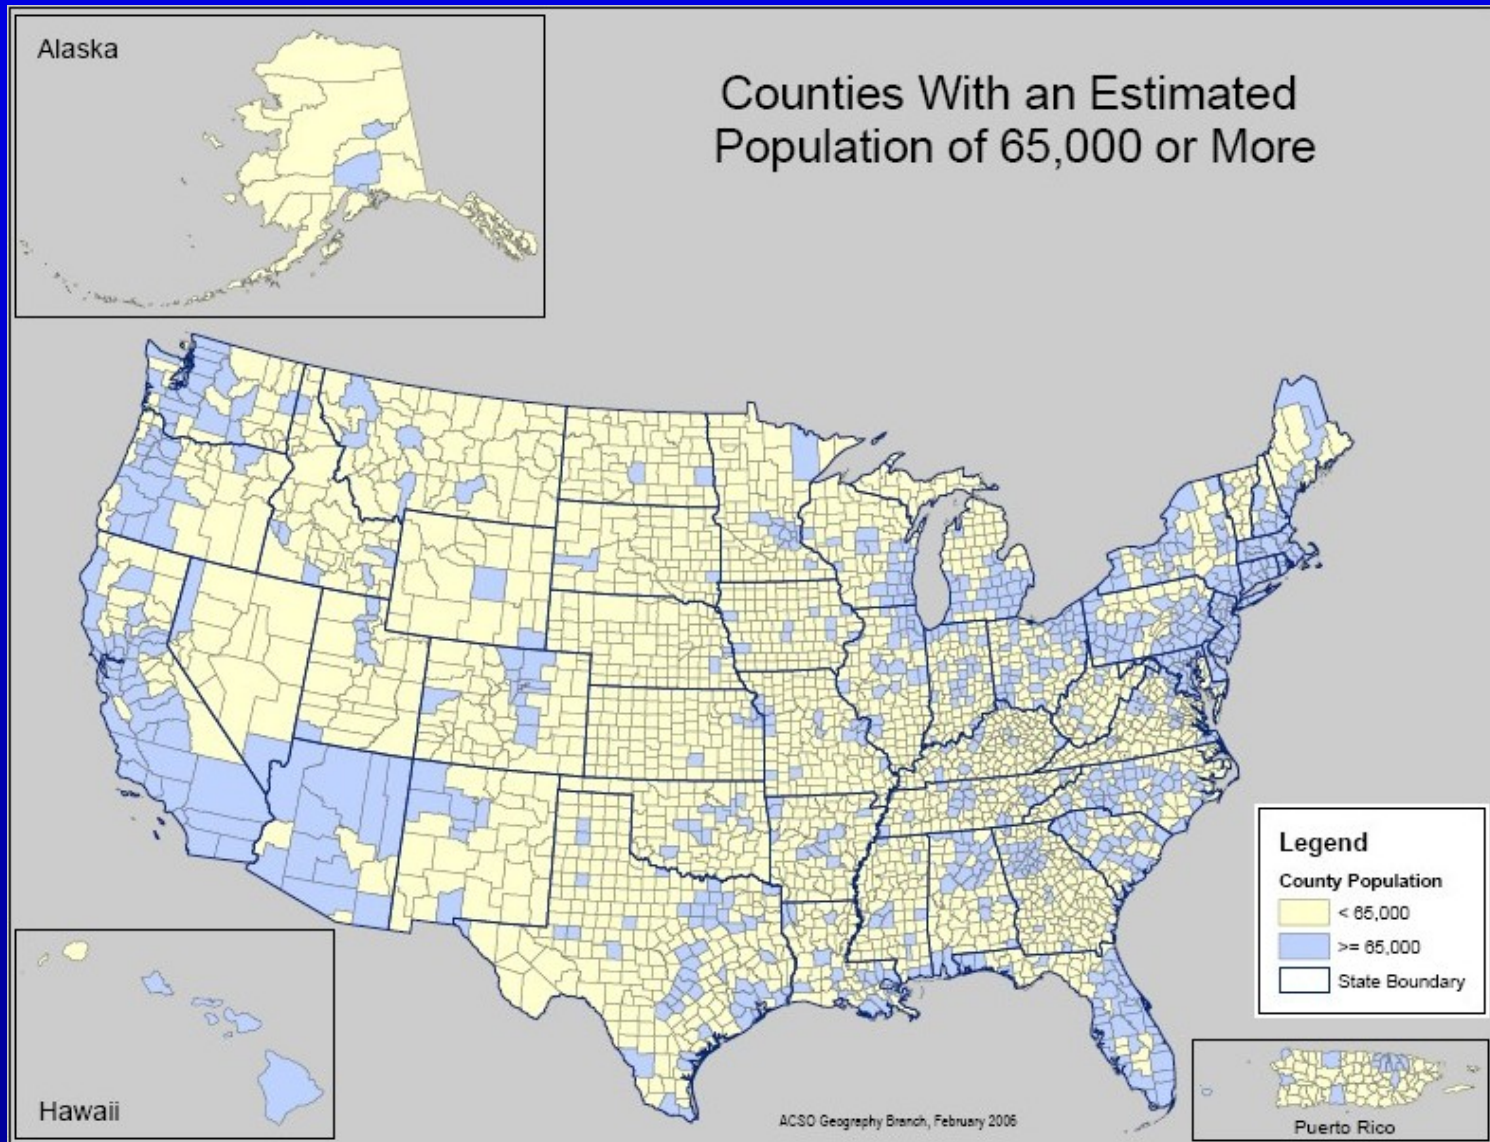 Alaska
Counties With an Estimated
Population of 65,000 or More
Legend
County Population
< 65,000
>= 65,000
State Boundary
Hawaii
ACSO Geography Branch, February 2006
Puerto Rico